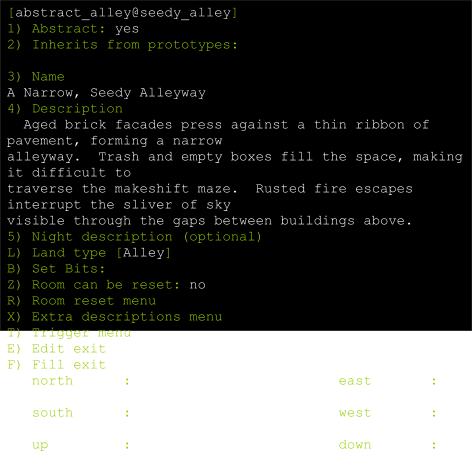 [abstract_alley@seedy_alley]
1) Abstract: yes
2) Inherits from prototypes:
3) Name
A Narrow, Seedy Alleyway
4) Description
Aged brick facades press against a thin ribbon of
pavement, forming a narrow
alleyway. Trash and empty boxes fill the space, making
it difficult to
traverse the makeshift maze. Rusted fire escapes
interrupt the sliver of sky
visible through the gaps between buildings above.
5) Night description (optional)
L) Land type [Alley]
B) Set Bits:
Z) Room can be reset: no
R) Room reset menu
X) Extra descriptions menu
T) Trigger menu
E) Edit exit
F) Fill exit
north : east :
south : west :
up : down :